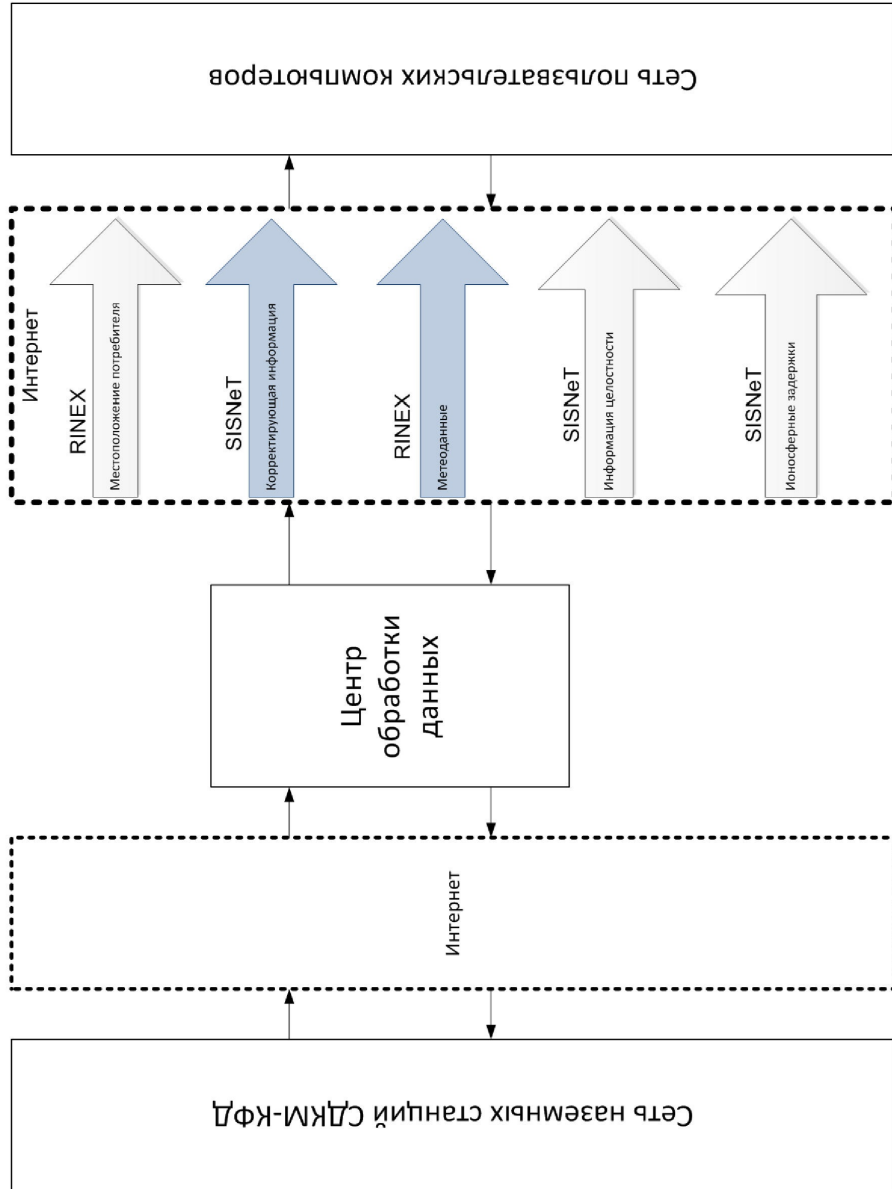 Сеть пользвательских компьютеров
Интернет
RINEX
Местоположение потребителя
SISNeT
Корректирующая информация
RINEX
Метеоданные
SISNeT
Информация целостности
SISNeT
Ионосферные задержки
Центр
обработки
данных
Интернет
Сеть наземных станций СДКМ-КФД